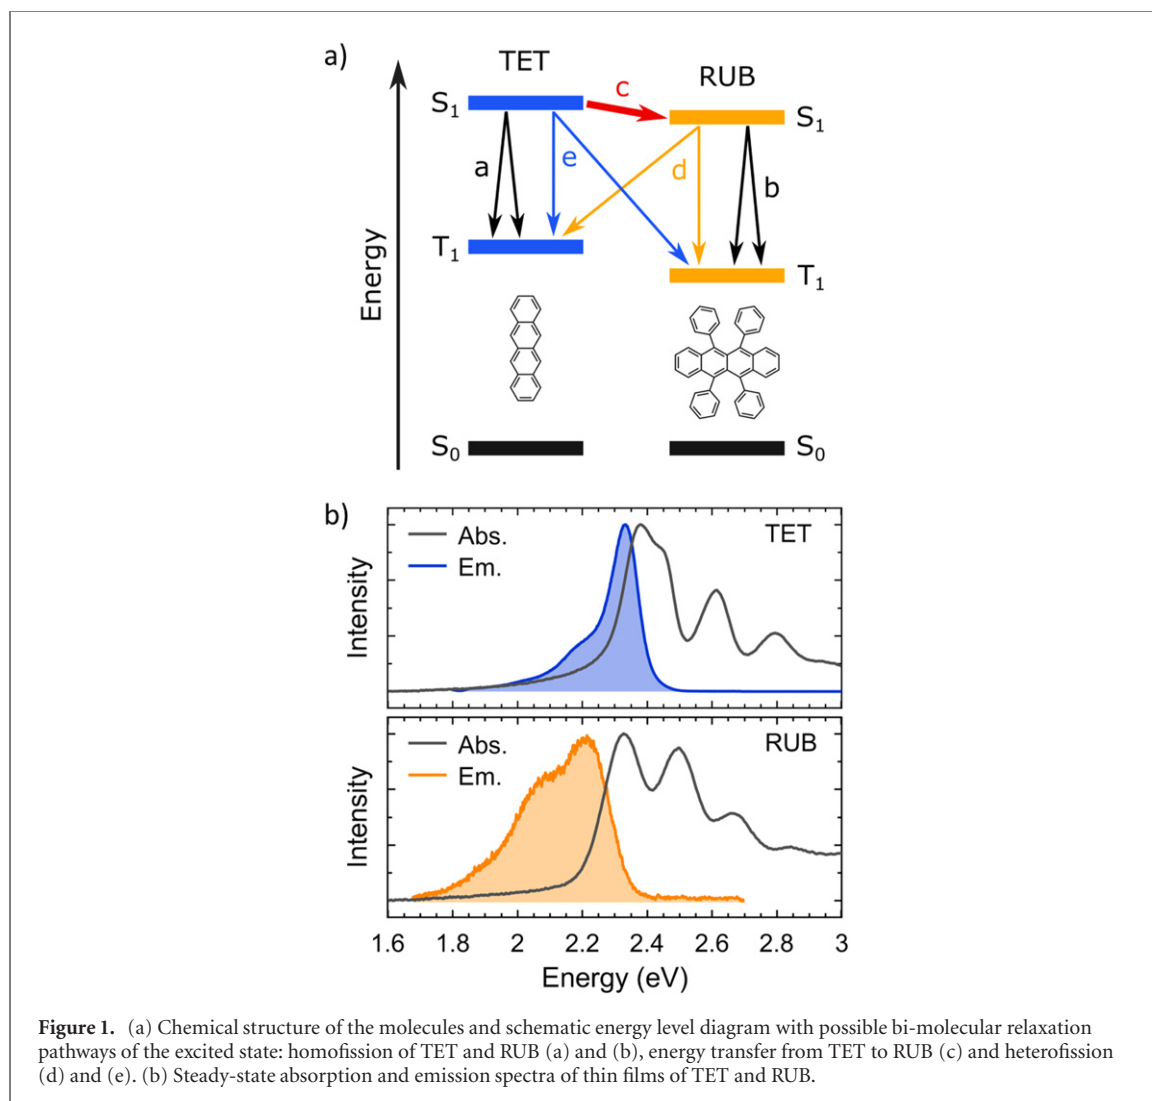 a)
TET
RUB
S1
c
S1
a
e
d
b
T1
T1
Energy
S0
S0
b)
Abs.
Em.
TET
Intensity
Abs.
Em.
RUB
Intensity
1.6 1.8 2 2.2 2.4 2.6 2.8 3
Energy (eV)
Figure 1. (a) Chemical structure of the molecules and schematic energy level diagram with possible bi-molecular relaxation
pathways of the excited state: homofission of TET and RUB (a) and (b), energy transfer from TET to RUB (c) and heterofission
(d) and (e). (b) Steady-state absorption and emission spectra of thin films of TET and RUB.